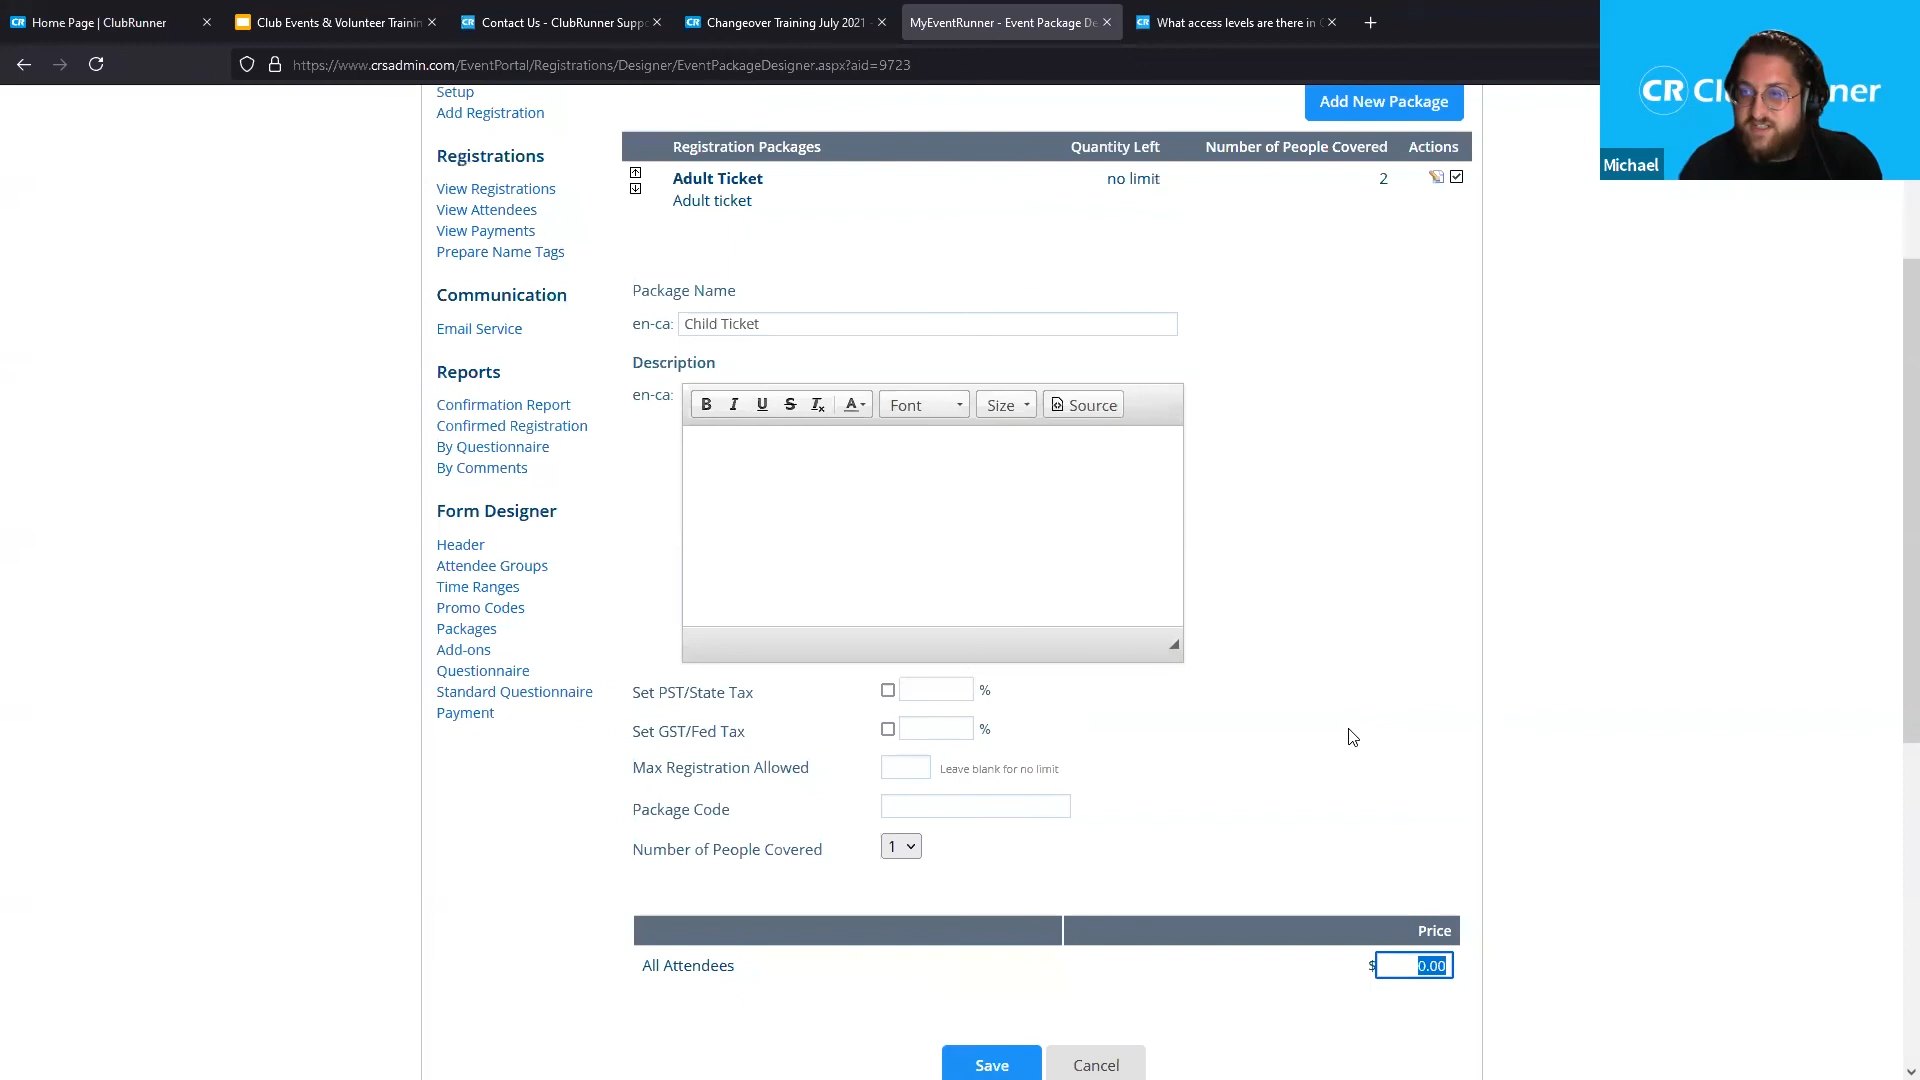 Home Page | ClubRunner
Club Events & Volunteer Trainin
Contact Us - ClubRunner Suppo
Changeover Training July 2021 -
MyEventRunner - Event Package De
What access levels are there in C
https://www.crsadmin.com/EventPortal/Registrations/Designer/EventPackageDesigner.aspx?aid=9723
Michael
Setup
Add Registration
Registrations
View Registrations
View Attendees
View Payments
Prepare Name Tags
Communication
Email Service
Reports
Confirmation Report
Confirmed Registration
By Questionnaire
By Comments
Form Designer
Header
Attendee Groups
Time Ranges
Promo Codes
Packages
Add-ons
Questionnaire
Standard Questionnaire
Payment
Add New Package
Registration Packages Quantity Left Number of People Covered Actions
Adult Ticket no limit 2
Adult ticket
Package Name
en-ca: Child Ticket
Description
en-ca:
B I U S Tx A Font Size Source
Set PST/State Tax %
Set GST/Fed Tax %
Max Registration Allowed Leave blank for no limit
Package Code
Number of People Covered 1
Price
All Attendees $ 0.00
Save Cancel